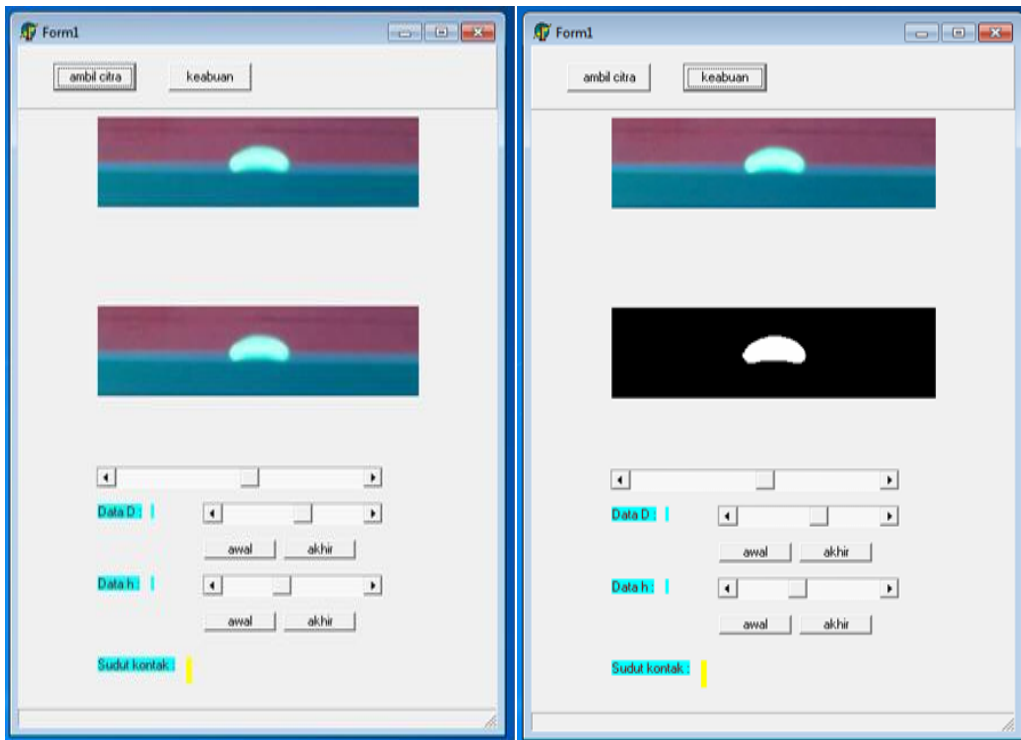 Form1
ambil citra keabuan
Data D :
awal akhir
Data h :
awal akhir
Sudut kontak :
Form1
ambil citra keabuan
Data D :
awal akhir
Data h :
awal akhir
Sudut kontak :